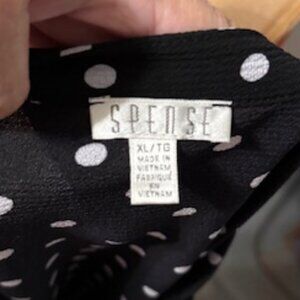 SPENSE
XL/TG
MADE IN
VIETNAM
FABRIQUÉ
EN
VIETNAM